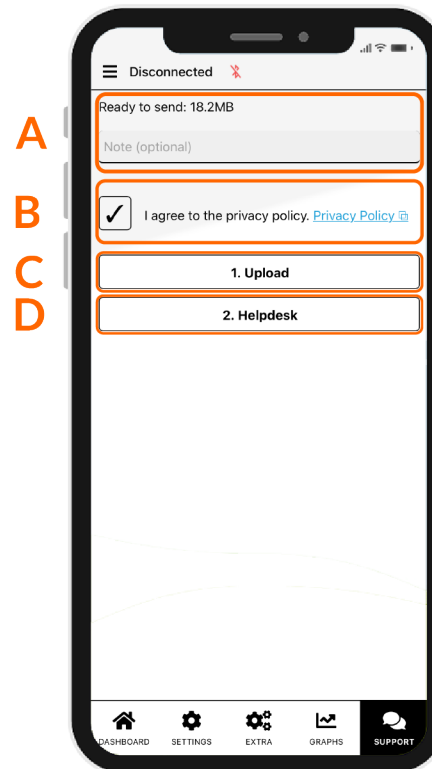 Disconnected
A
Ready to send: 18.2MB
Note (optional)
B
✓ I agree to the privacy policy. Privacy Policy
C
1. Upload
D
2. Helpdesk
DASHBOARD SETTINGS EXTRA GRAPHS SUPPORT